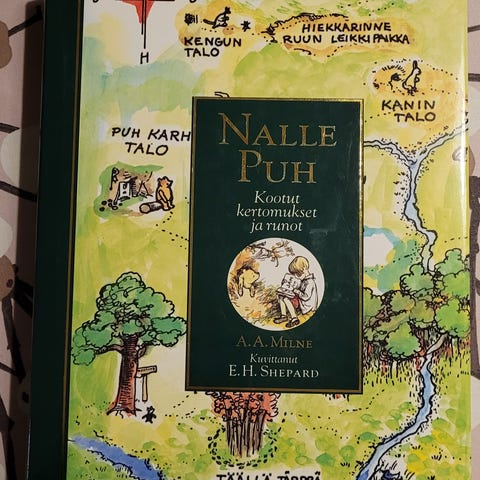 H
KENGUN
TALO
HIEKKARINNE
RUUN LEIKKIPAIKKA
KANIN
TALO
PUH KARH
TALO
NALLE
PUH
Kootut
kertomukset
ja runot
A. A. MILNE
Kuvittanut
E. H. SHEPARD
TÄÄLLÄ